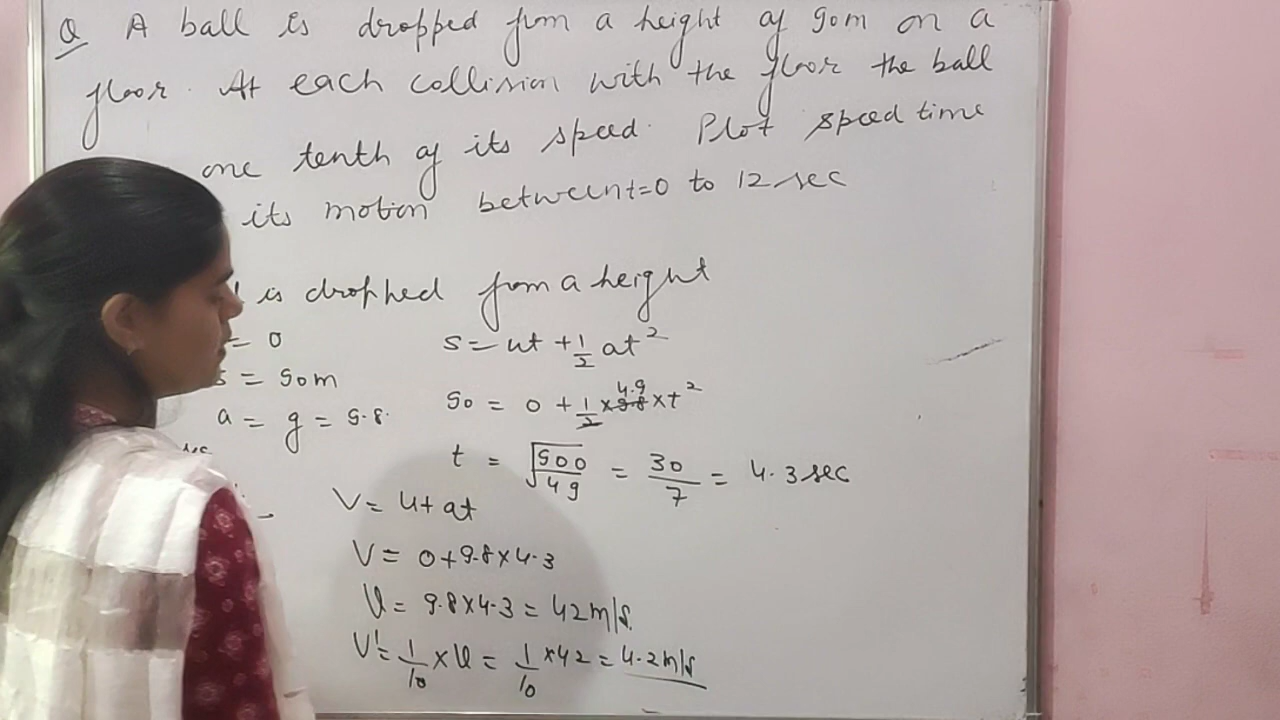 Q A ball is dropped from a height of 90m on a
floor. At each collision with the floor the ball
one tenth of its speed. Plot speed time
its motion between t=0 to 12 sec
is dropped from a height
= 0
s = 90m
a = g = 9.8.
s = ut + 1/2 at²
90 = 0 + 1/2 × 9.8 4.9 × t²
t = √900/49 = 30/7 = 4.3 sec
V = u + at
V = 0 + 9.8 × 4.3
V = 9.8 × 4.3 = 42 m/s.
V' = 1/10 × V = 1/10 × 42 = 4.2 m/s